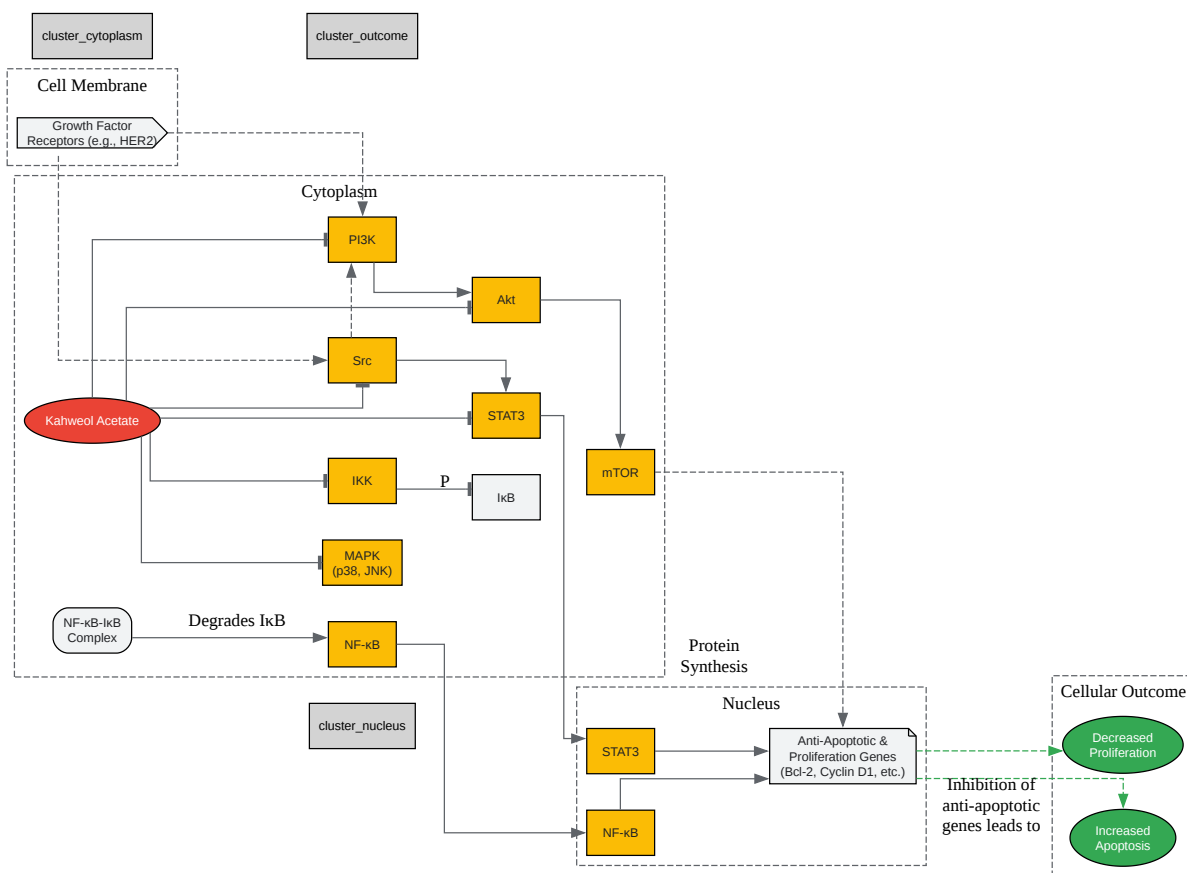 cluster_cytoplasm
cluster_outcome
Cell Membrane
Growth Factor
Receptors (e.g., HER2)
Cytoplasm
PI3K
Akt
Src
Kahweol Acetate
STAT3
mTOR
IKK
P
IκB
MAPK
(p38, JNK)
NF-κB-IκB
Complex
Degrades IκB
NF-κB
Protein
Synthesis
cluster_nucleus
Nucleus
Cellular Outcome
STAT3
Anti-Apoptotic &
Proliferation Genes
(Bcl-2, Cyclin D1, etc.)
Decreased
Proliferation
Inhibition of
anti-apoptotic
genes leads to
NF-κB
Increased
Apoptosis